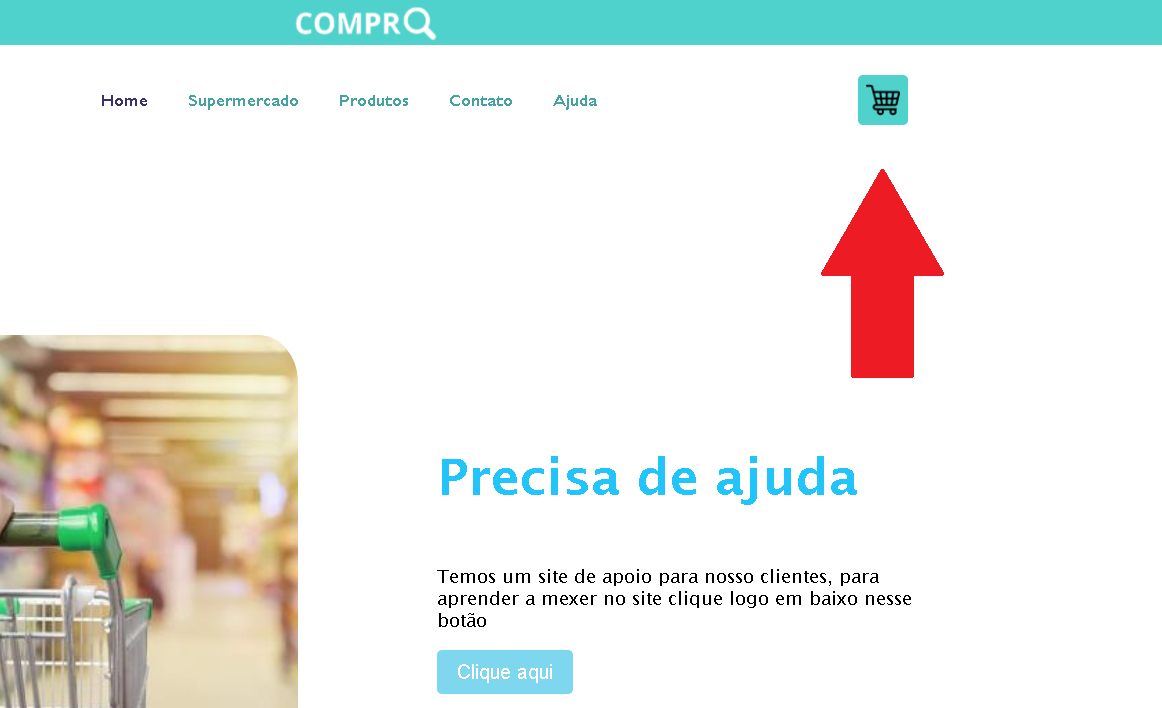 COMPRO
Home Supermercado Produtos Contato Ajuda
Precisa de ajuda
Temos um site de apoio para nosso clientes, para
aprender a mexer no site clique logo em baixo nesse
botão
Clique aqui